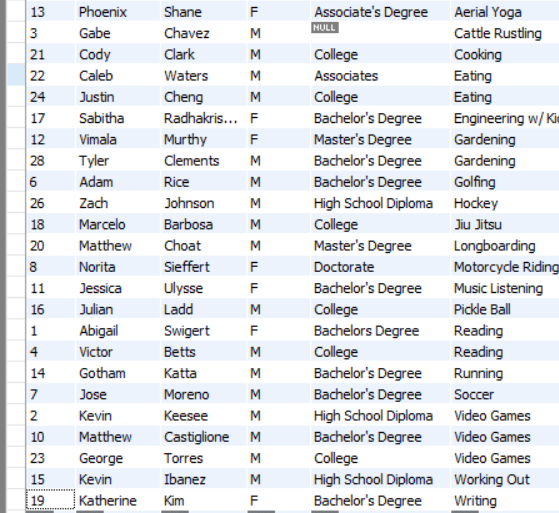 13 Phoenix Shane F Associate's Degree Aerial Yoga
3 Gabe Chavez M NULL Cattle Rustling
21 Cody Clark M College Cooking
22 Caleb Waters M Associates Eating
24 Justin Cheng M College Eating
17 Sabitha Radhakris... F Bachelor's Degree Engineering w/ Ki
12 Vimala Murthy F Master's Degree Gardening
28 Tyler Clements M Bachelor's Degree Gardening
6 Adam Rice M Bachelor's Degree Golfing
26 Zach Johnson M High School Diploma Hockey
18 Marcelo Barbosa M College Jiu Jitsu
20 Matthew Choat M Master's Degree Longboarding
8 Norita Sieffert F Doctorate Motorcycle Riding
11 Jessica Ulysse F Bachelor's Degree Music Listening
16 Julian Ladd M College Pickle Ball
1 Abigail Swigert F Bachelors Degree Reading
4 Victor Betts M College Reading
14 Gotham Katta M Bachelor's Degree Running
7 Jose Moreno M Bachelor's Degree Soccer
2 Kevin Keesee M High School Diploma Video Games
10 Matthew Castiglione M Bachelor's Degree Video Games
23 George Torres M College Video Games
15 Kevin Ibanez M High School Diploma Working Out
19 Katherine Kim F Bachelor's Degree Writing